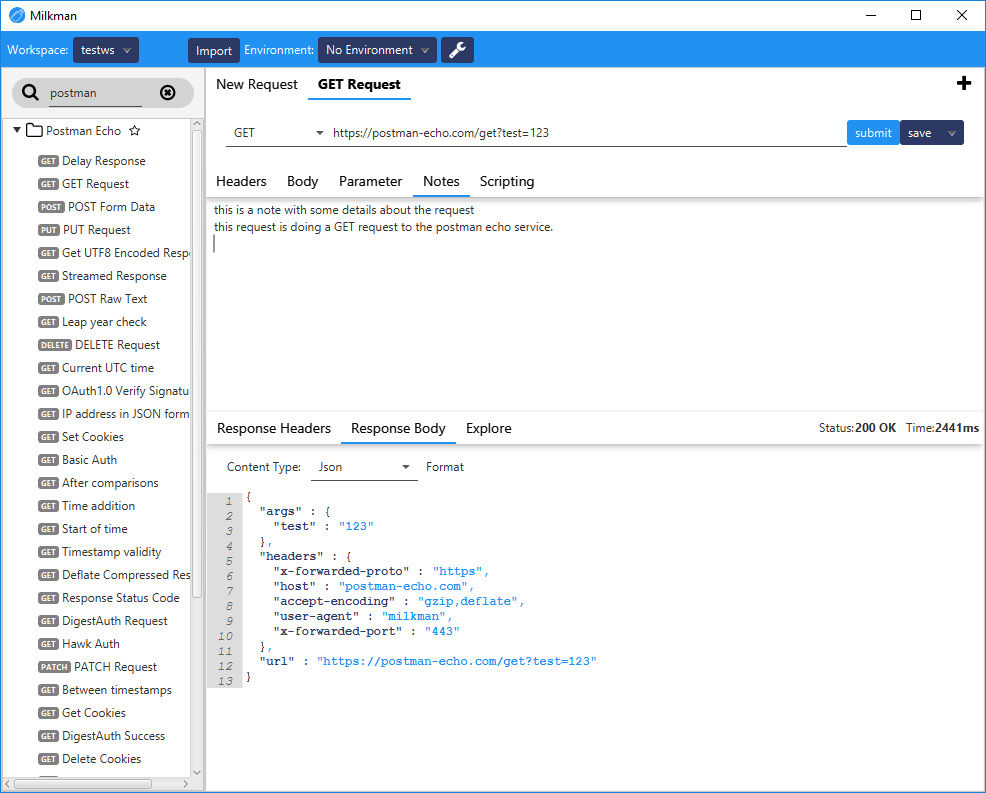 Milkman
Workspace: testws Import Environment: No Environment
postman
Postman Echo
GET Delay Response
GET GET Request
POST POST Form Data
PUT PUT Request
GET Get UTF8 Encoded Resp
GET Streamed Response
POST POST Raw Text
GET Leap year check
DELETE DELETE Request
GET Current UTC time
GET OAuth1.0 Verify Signatu
GET IP address in JSON form
GET Set Cookies
GET Basic Auth
GET After comparisons
GET Time addition
GET Start of time
GET Timestamp validity
GET Deflate Compressed Res
GET Response Status Code
GET DigestAuth Request
GET Hawk Auth
PATCH PATCH Request
GET Between timestamps
GET Get Cookies
GET DigestAuth Success
GET Delete Cookies
New Request GET Request
GET https://postman-echo.com/get?test=123 submit save
Headers Body Parameter Notes Scripting
this is a note with some details about the request
this request is doing a GET request to the postman echo service.
Response Headers Response Body Explore Status:200 OK Time:2441ms
Content Type: Json Format
1 {
2 "args" : {
3 "test" : "123"
4 },
5 "headers" : {
6 "x-forwarded-proto" : "https",
7 "host" : "postman-echo.com",
8 "accept-encoding" : "gzip,deflate",
9 "user-agent" : "milkman",
10 "x-forwarded-port" : "443"
11 },
12 "url" : "https://postman-echo.com/get?test=123"
13 }